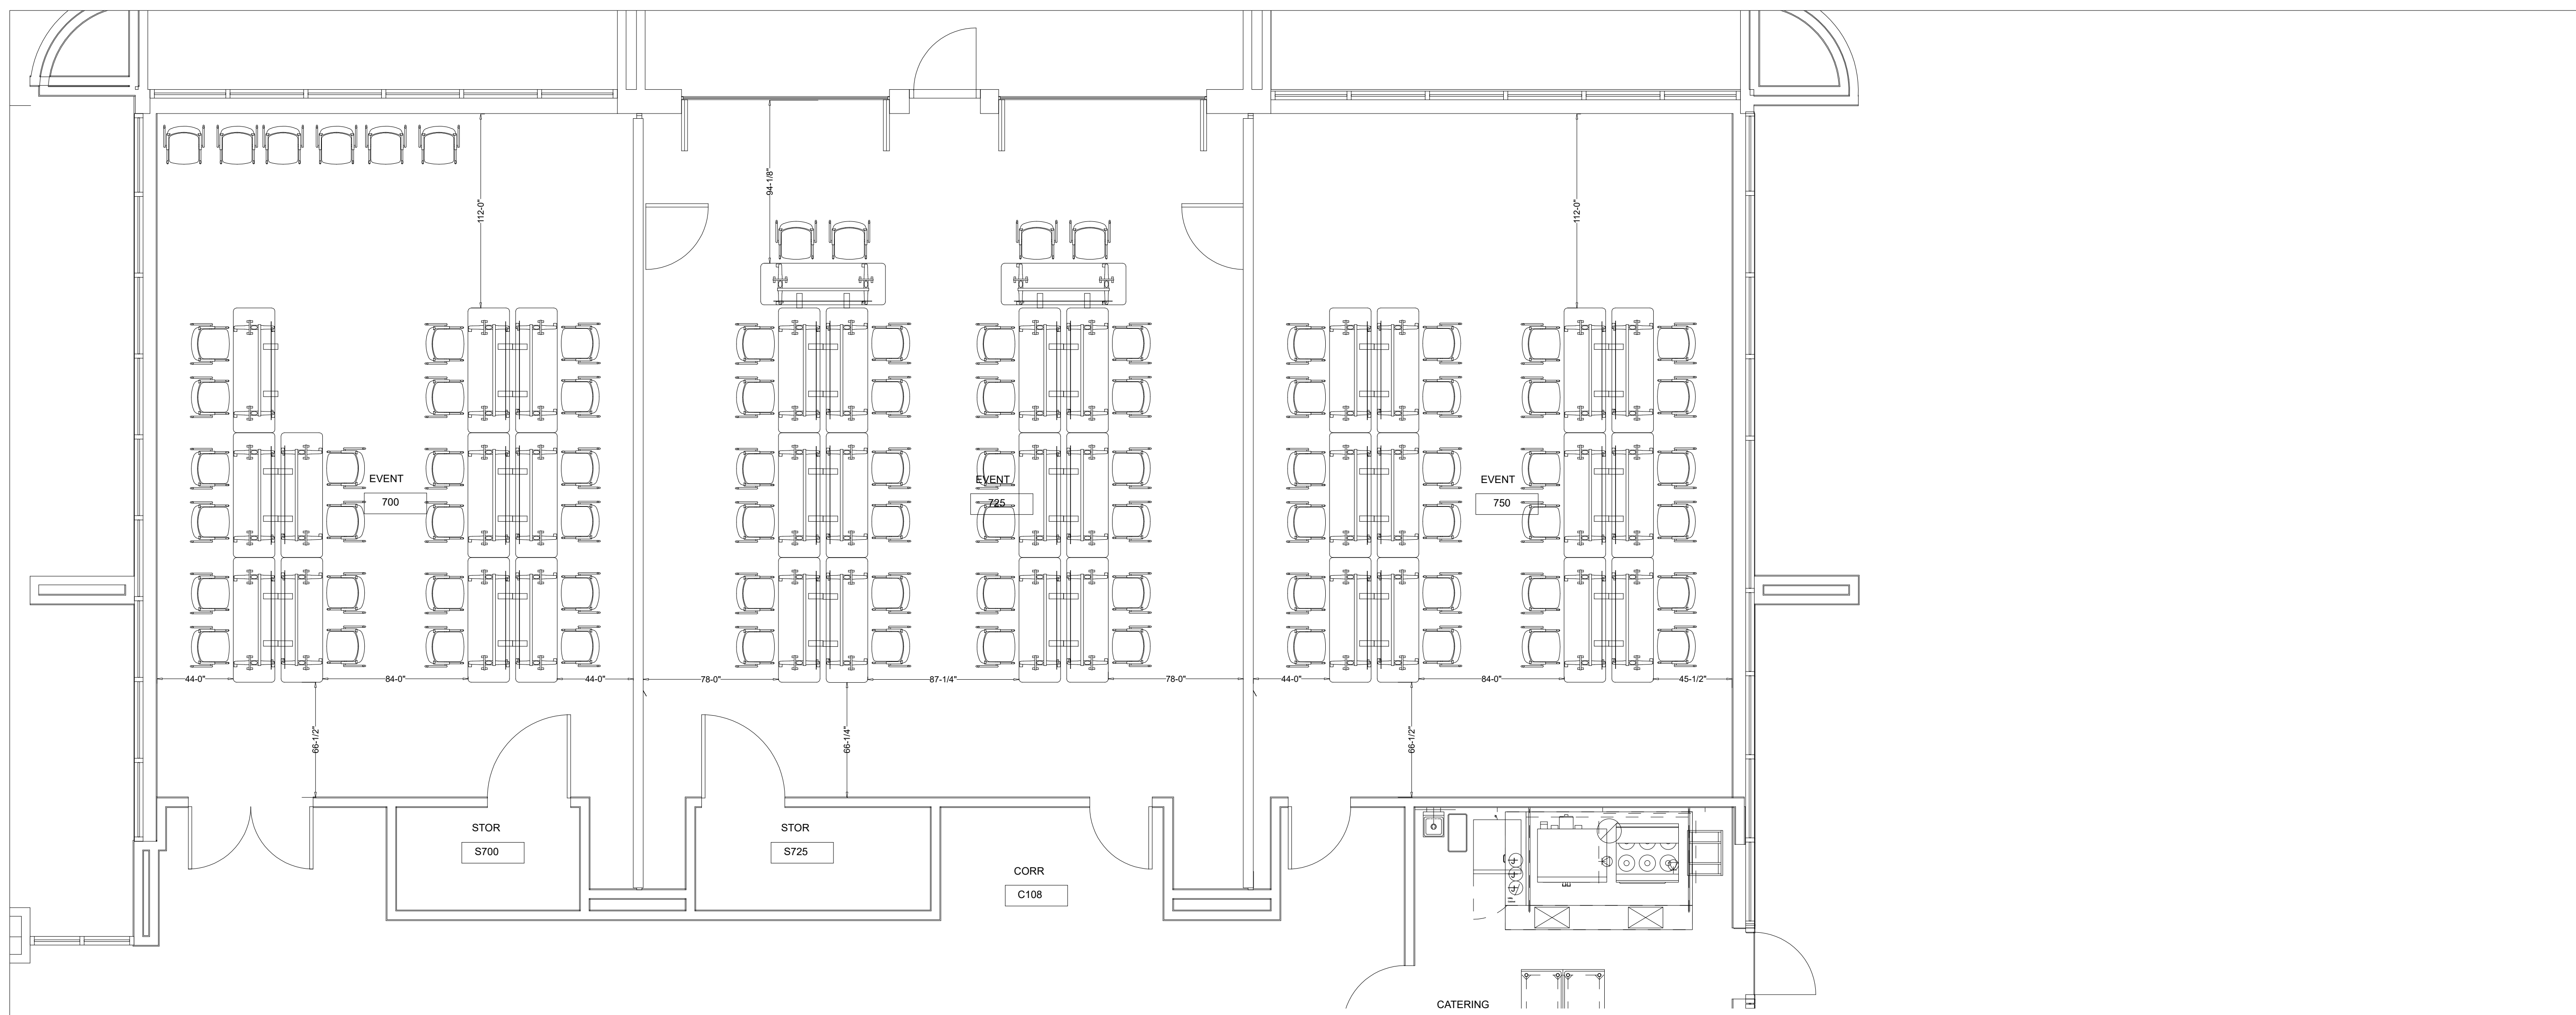 94-1/8"
112-0"
112-0"
EVENT
700
EVENT
725
EVENT
750
44-0"
84-0"
44-0"
78-0"
87-1/4"
78-0"
44-0"
84-0"
45-1/2"
66-1/2"
66-1/4"
66-1/2"
STOR
S700
STOR
S725
CORR
C108
CATERING